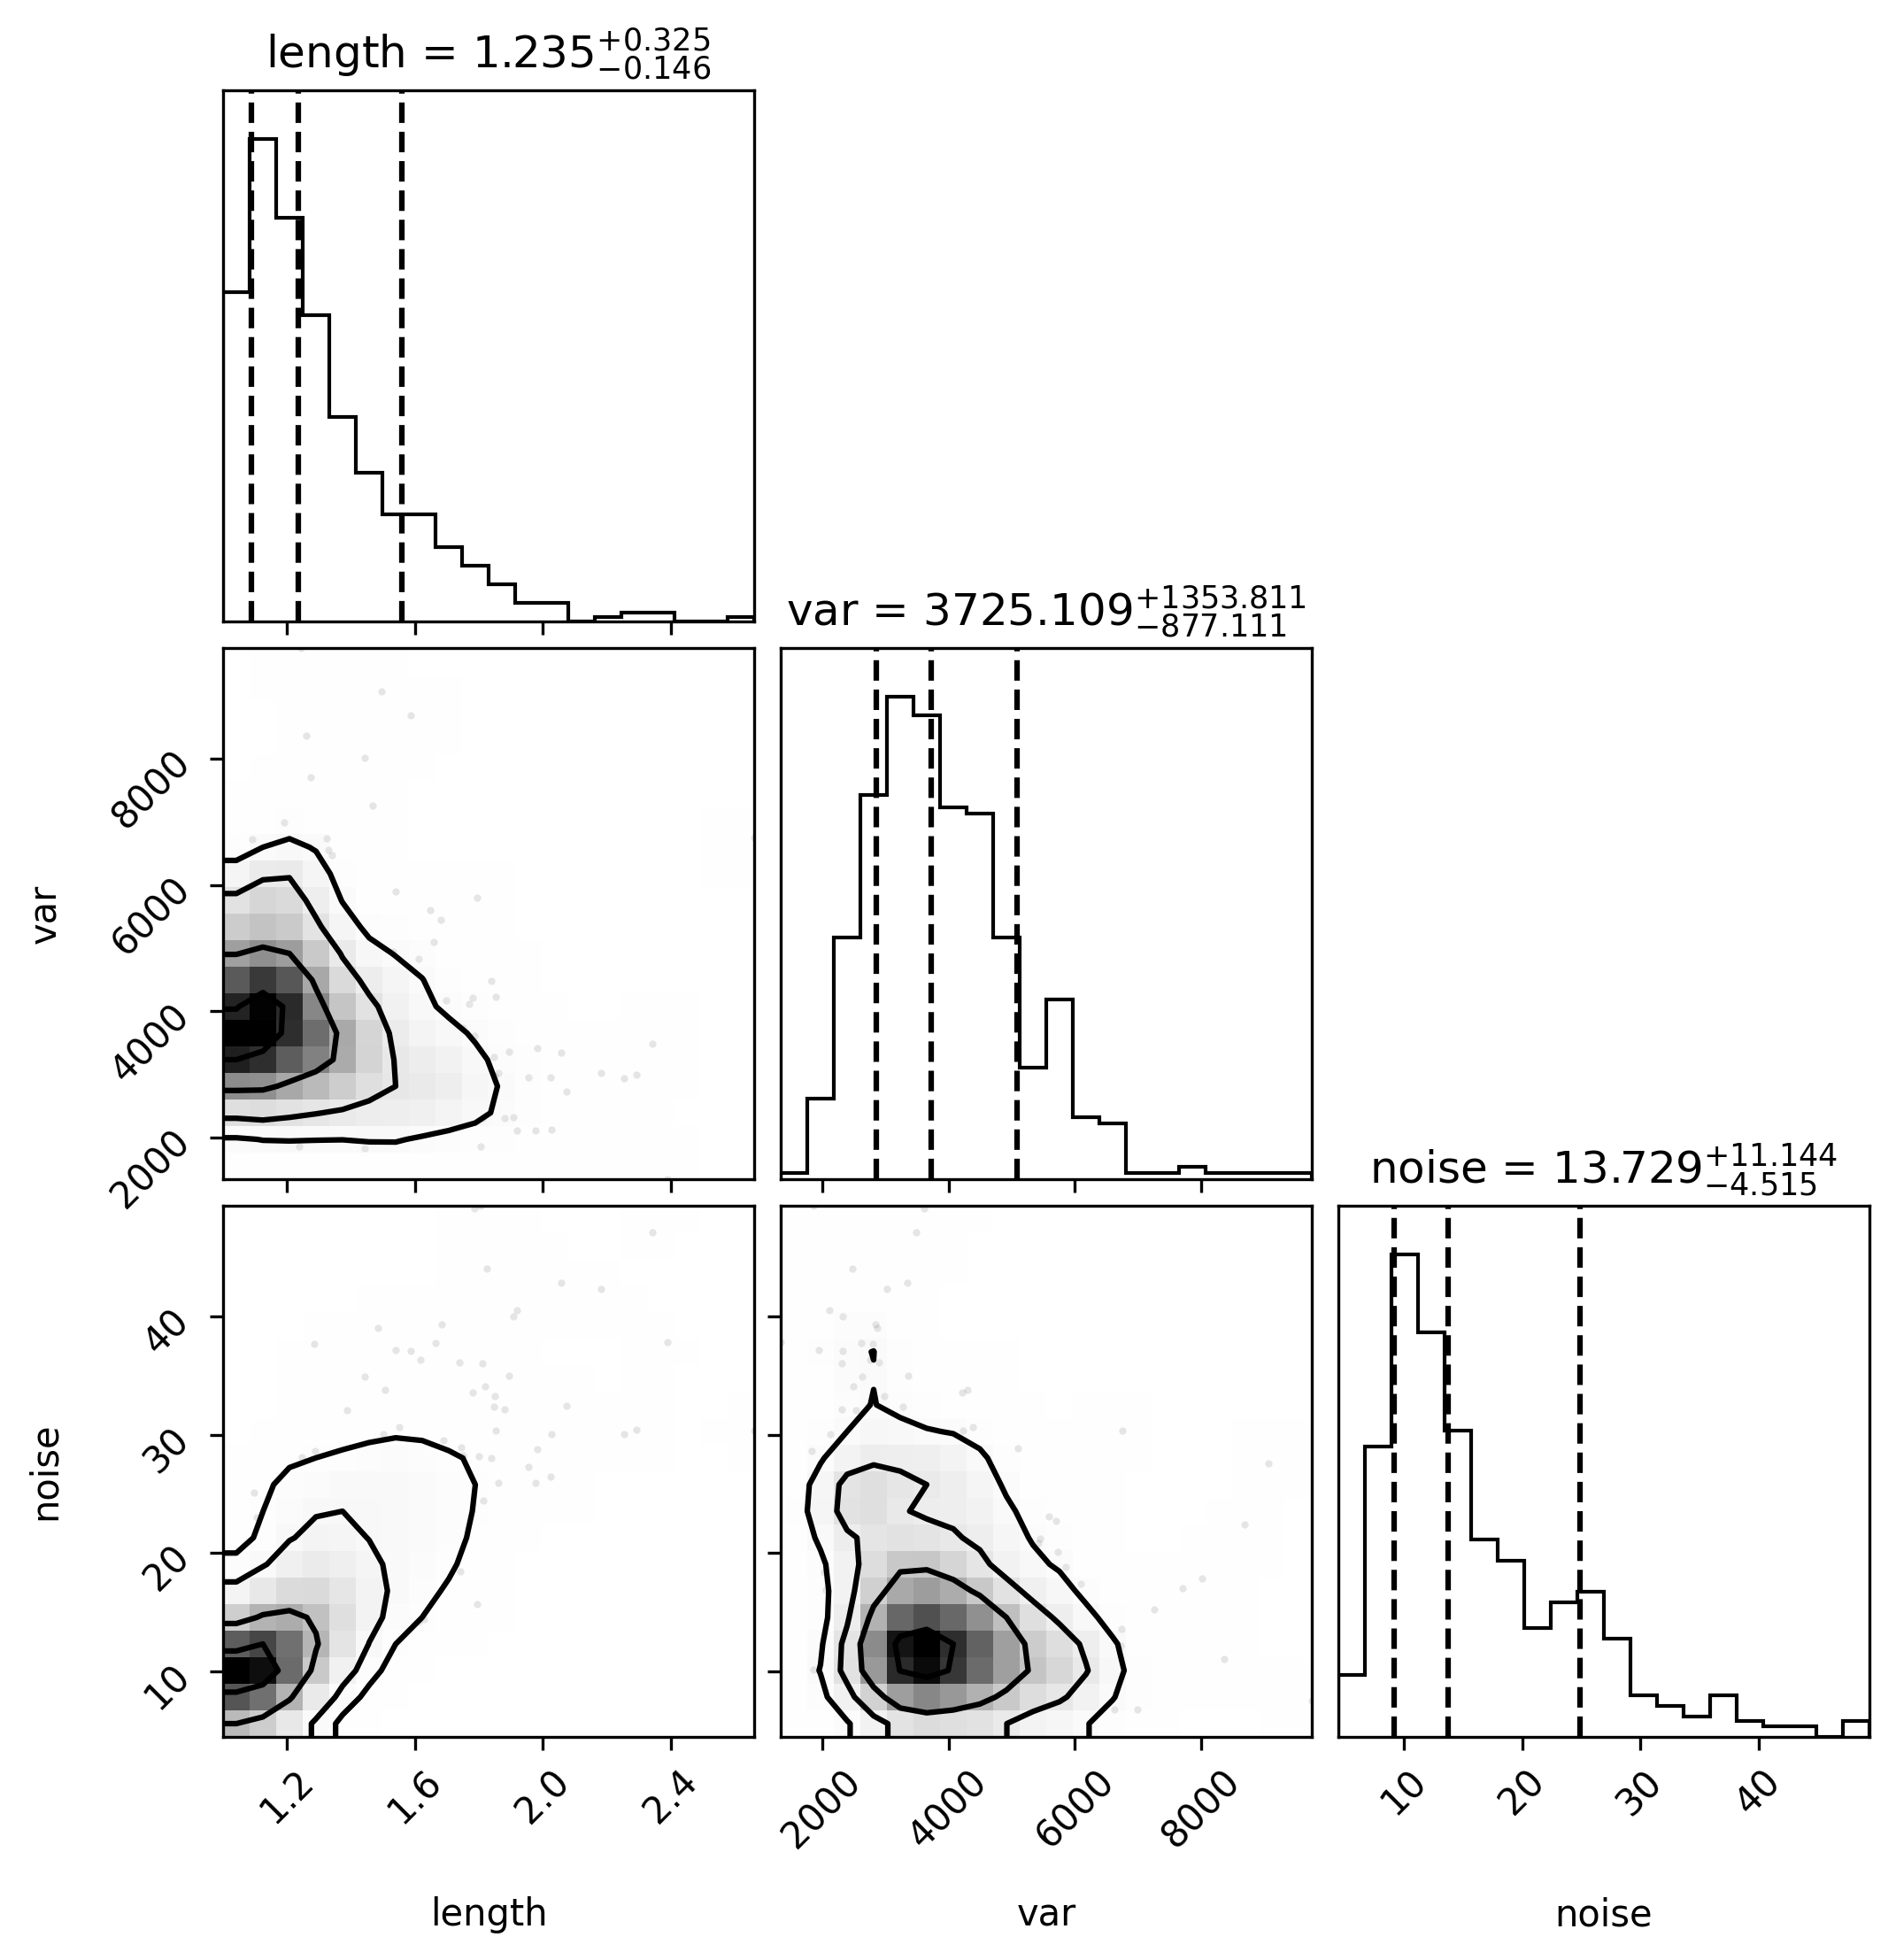 length = 1.235+0.325−0.146
var = 3725.109+1353.811−877.111
8000
6000
4000
2000
var
noise = 13.729+11.144−4.515
40
30
20
10
noise
1.2 1.6 2.0 2.4
2000 4000 6000 8000
10 20 30 40
length var noise